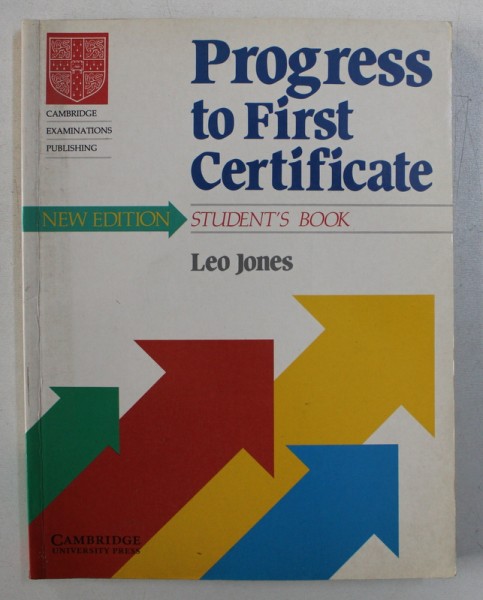 CAMBRIDGE
EXAMINATIONS
PUBLISHING
Progress
to First
Certificate
NEW EDITION STUDENT'S BOOK
Leo Jones
CAMBRIDGE
UNIVERSITY PRESS